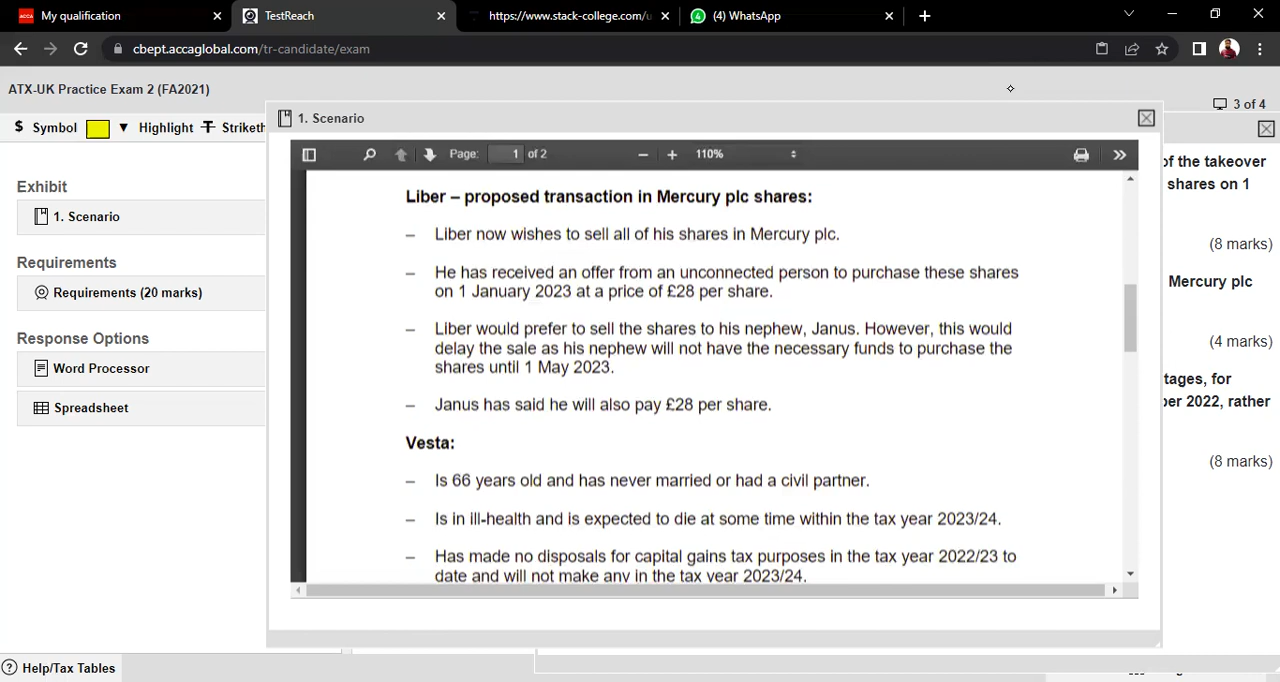 My qualification
TestReach
https://www.stack-college.com/u
(4) WhatsApp
cbept.accaglobal.com/tr-candidate/exam
ATX-UK Practice Exam 2 (FA2021)
3 of 4
$ Symbol
Highlight
T Striketh
1. Scenario
Page: 1 of 2
110%
Exhibit
1. Scenario
Requirements
Requirements (20 marks)
Response Options
Word Processor
Spreadsheet
Liber – proposed transaction in Mercury plc shares:
– Liber now wishes to sell all of his shares in Mercury plc.
– He has received an offer from an unconnected person to purchase these shares
on 1 January 2023 at a price of £28 per share.
– Liber would prefer to sell the shares to his nephew, Janus. However, this would
delay the sale as his nephew will not have the necessary funds to purchase the
shares until 1 May 2023.
– Janus has said he will also pay £28 per share.
Vesta:
– Is 66 years old and has never married or had a civil partner.
– Is in ill-health and is expected to die at some time within the tax year 2023/24.
– Has made no disposals for capital gains tax purposes in the tax year 2022/23 to
date and will not make any in the tax year 2023/24.
of the takeover
shares on 1
(8 marks)
Mercury plc
(4 marks)
tages, for
er 2022, rather
(8 marks)
Help/Tax Tables